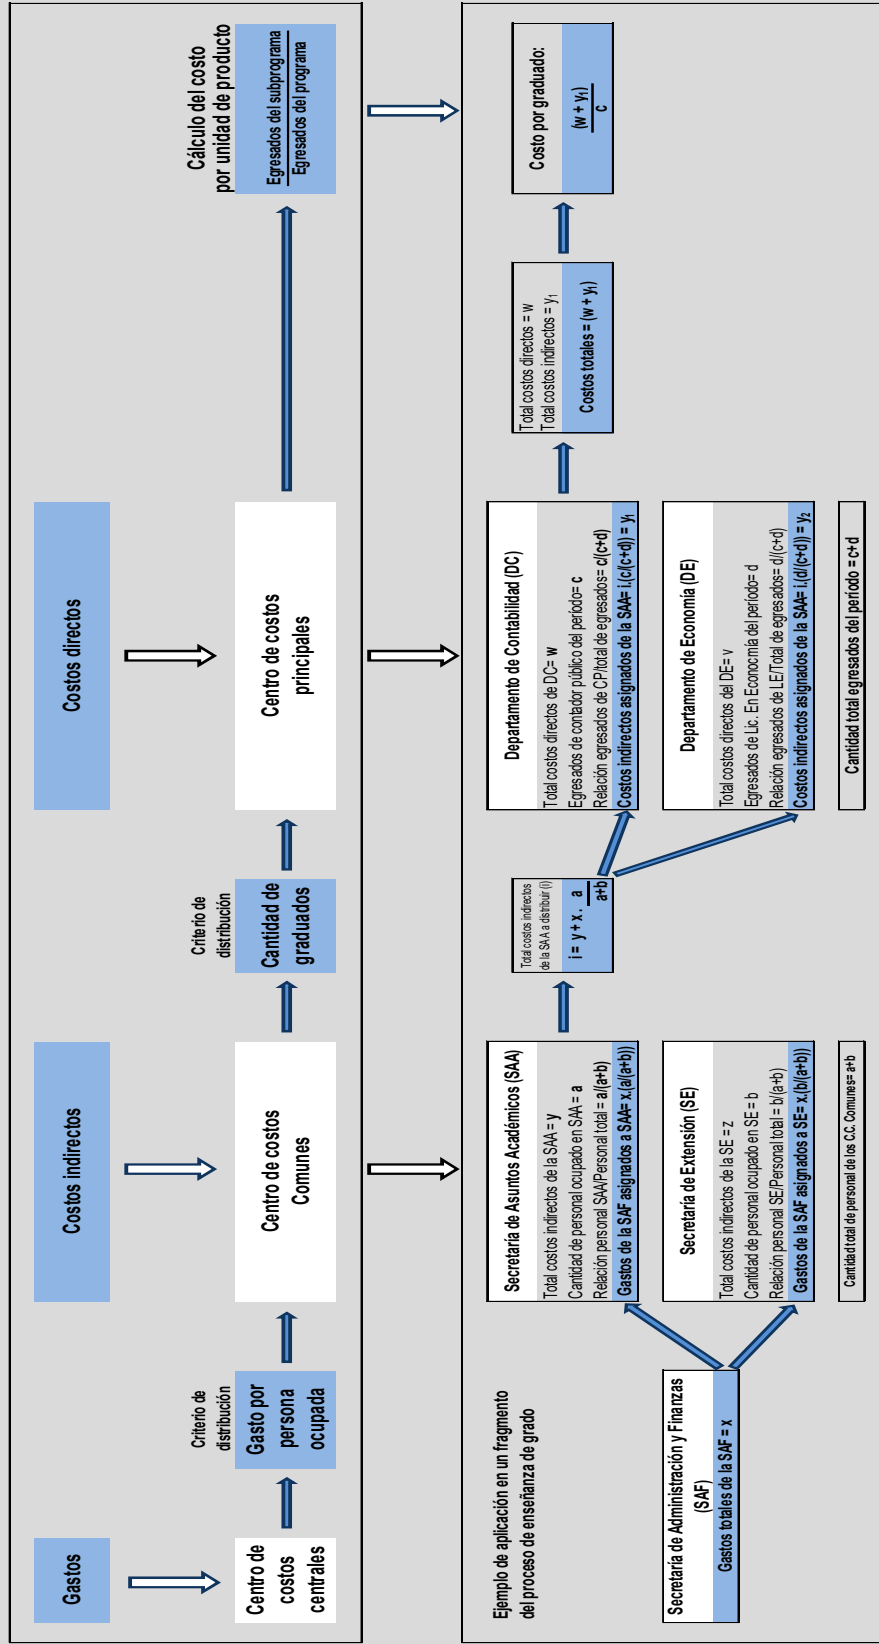 Gastos
Costos indirectos
Costos directos
Centro de
costos
centrales
Criterio de
distribución
Gasto por
persona
ocupada
Centro de costos
Comunes
Criterio de
distribución
Cantidad de
graduados
Centro de costos
principales
Cálculo del costo
por unidad de producto
Egresados del subprograma
Egresados del programa
Ejemplo de aplicación en un fragmento
del proceso de enseñanza de grado
Secretaría de Administración y Finanzas
(SAF)
Gastos totales de la SAF = x
Secretaría de Asuntos Académicos (SAA)
Total costos indirectos de la SAA = y
Cantidad de personal ocupado en SAA = a
Relación personal SAA/Personal total = a/(a+b)
Gastos de la SAF asignados a SAA= x.(a/(a+b))
Secretaría de Extensión (SE)
Total costos indirectos de la SE = z
Cantidad de personal ocupado en SE = b
Relación personal SE/Personal total = b/(a+b)
Gastos de la SAF asignados a SE= x.(b/(a+b))
Cantidad total de personal de los C.C. Comunes= a+b
Total costos indirectos
de la SAA a distribuir (i)
i = y + x . a
a+b
Departamento de Contabilidad (DC)
Total costos directos de DC= w
Egresados de contador público del período= c
Relación egresados de CP/total de egresados= c/(c+d)
Costos indirectos asignados de la SAA= i.(c/(c+d)) = y1
Departamento de Economía (DE)
Total costos directos del DE= v
Egresados de Lic. En Economía del período= d
Relación egresados de LE/Total de egresados= d/(c+d)
Costos indirectos asignados de la SAA= i.(d/(c+d)) = y2
Cantidad total egresados del período = c+d
Total costos directos = w
Total costos indirectos = y1
Costos totales = (w + y1)
Costo por graduado:
(w + y1)
c